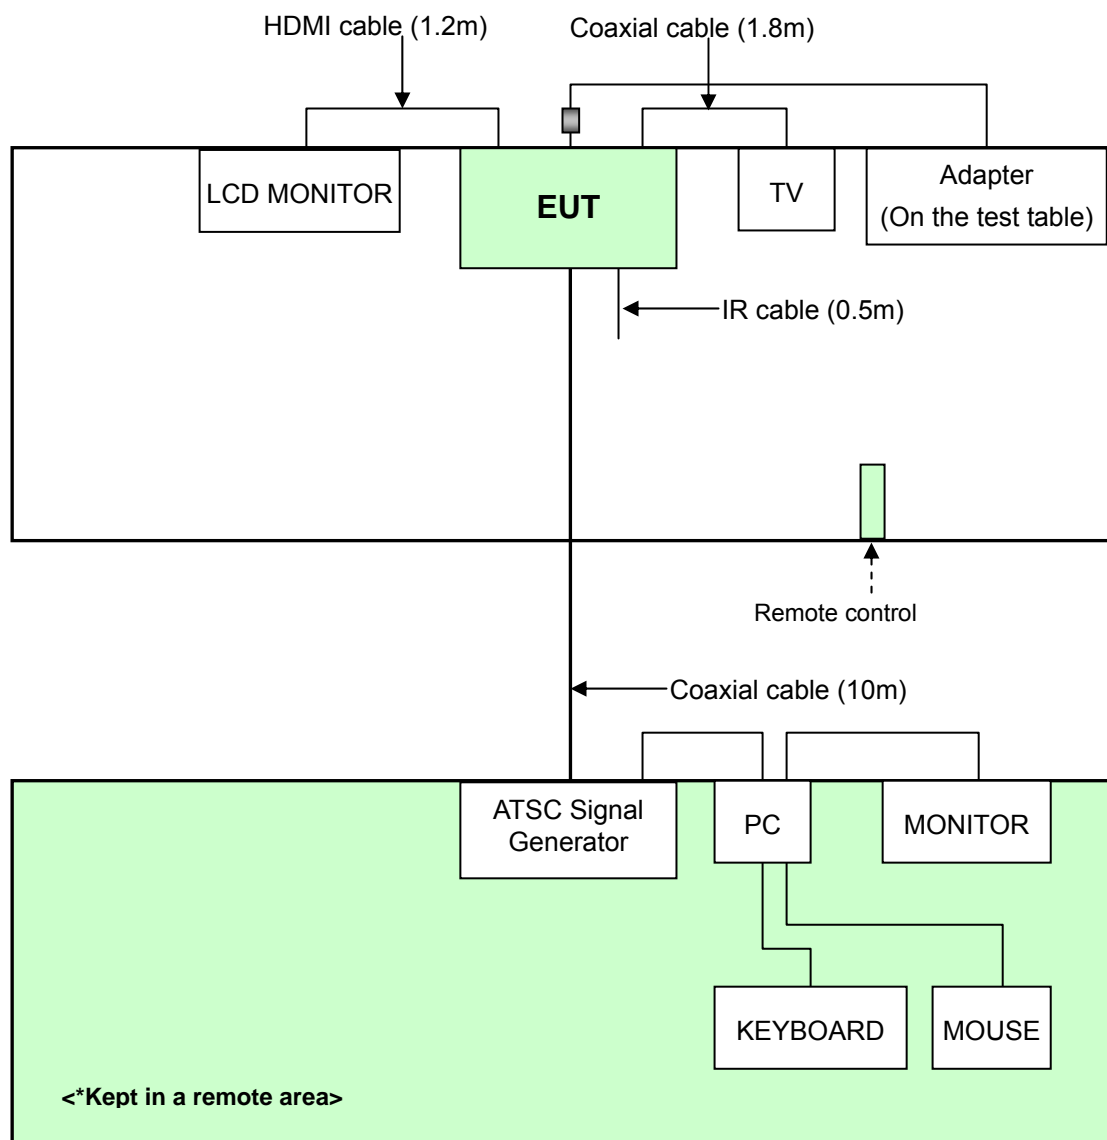 HDMI cable (1.2m)
Coaxial cable (1.8m)
LCD MONITOR
EUT
TV
Adapter
(On the test table)
IR cable (0.5m)
Remote control
Coaxial cable (10m)
ATSC Signal
Generator
PC
MONITOR
KEYBOARD
MOUSE
<*Kept in a remote area>